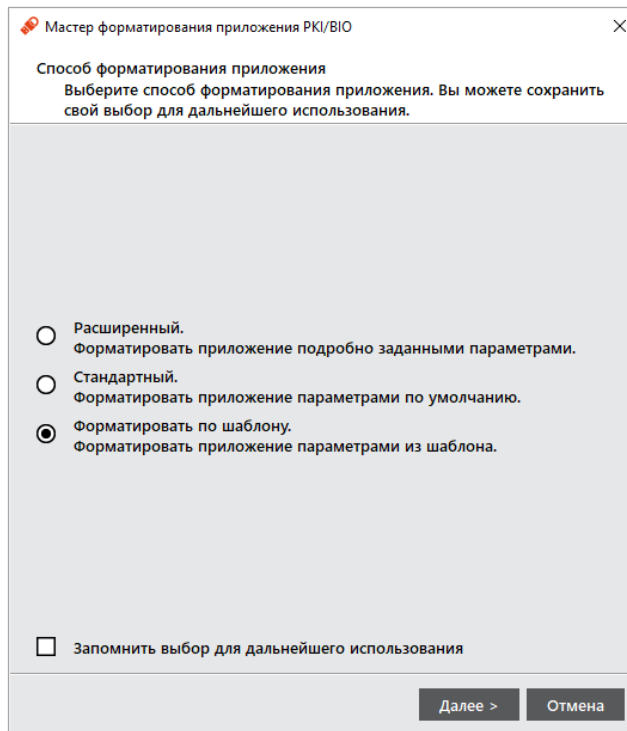 Мастер форматирования приложения PKI/BIO
Способ форматирования приложения
Выберите способ форматирования приложения. Вы можете сохранить
свой выбор для дальнейшего использования.
Расширенный.
Форматировать приложение подробно заданными параметрами.
Стандартный.
Форматировать приложение параметрами по умолчанию.
Форматировать по шаблону.
Форматировать приложение параметрами из шаблона.
Запомнить выбор для дальнейшего использования
Далее >
Отмена